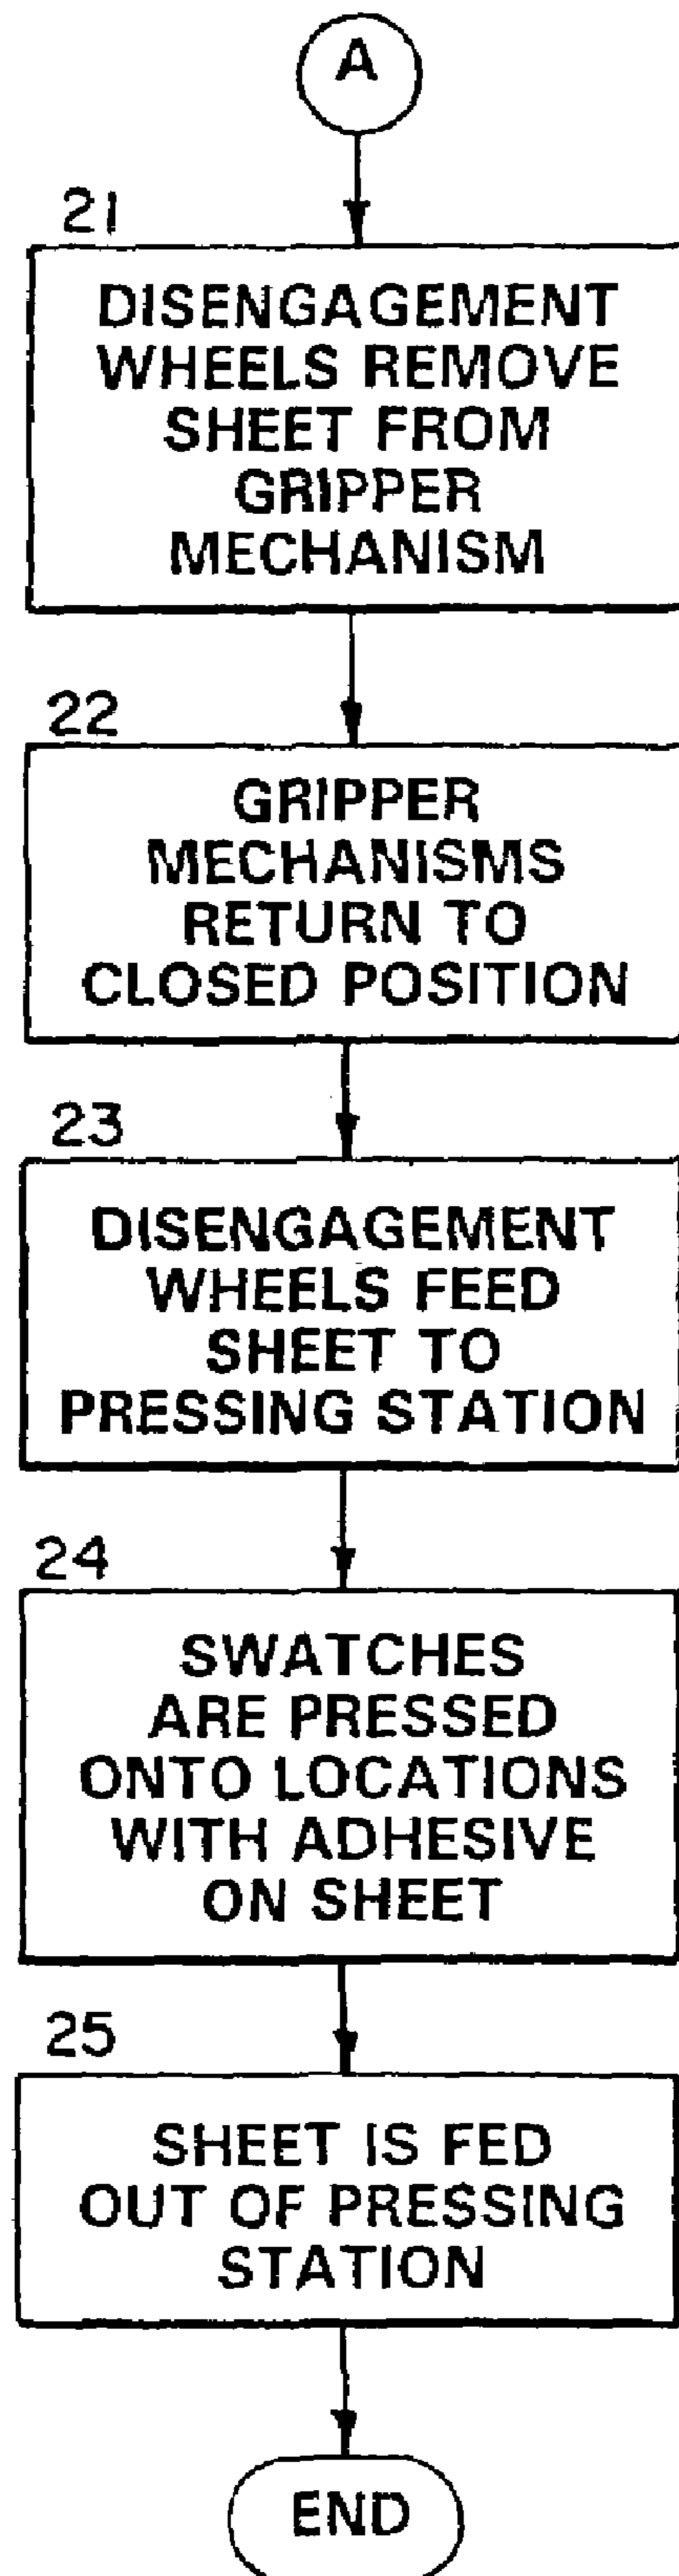 A
21
DISENGAGEMENT
WHEELS REMOVE
SHEET FROM
GRIPPER
MECHANISM
22
GRIPPER
MECHANISMS
RETURN TO
CLOSED POSITION
23
DISENGAGEMENT
WHEELS FEED
SHEET TO
PRESSING STATION
24
SWATCHES
ARE PRESSED
ONTO LOCATIONS
WITH ADHESIVE
ON SHEET
25
SHEET IS FED
OUT OF PRESSING
STATION
END